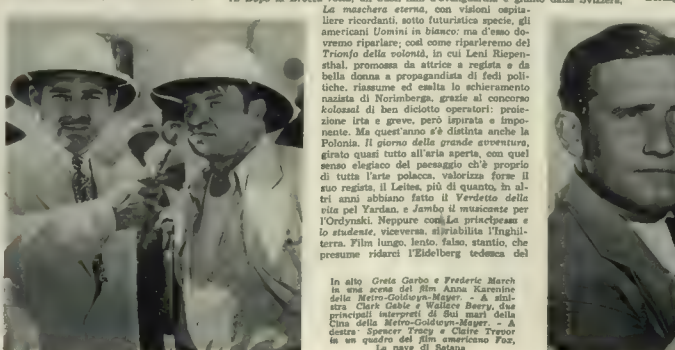 La maschera eterna, con visioni ospita-
liere ricordanti, sotto futuristica specie, gli
americani Uomini in bianco: ma d'esso do-
vremo riparlare; così come riparleremo del
Trionfo della volontà, in cui Leni Riepen-
sthal, promossa da attrice a regista e da
bella donna a propagandista di fedi poli-
tiche, riassume ed esalta lo schieramento
nazista di Norimberga, grazie al concorso
kolossal di ben diciotto operatori: proie-
zione irta e greve, però ispirata e impo-
nente. Ma quest'anno s'è distinta anche la
Polonia. Il giorno della grande avventura,
girato quasi tutto all'aria aperta, con quel
senso elegiaco del paesaggio ch'è proprio
di tutta l'arte polacca, valorizza forse il
suo regista, il Leites, più di quanto, in al-
tri anni abbiano fatto il Verdetto della
vita pel Yardan, e Jambo il musicante per
l'Ordynski. Neppure con La principessa e
lo studente, viceversa, si riabilita l'Inghil-
terra. Film lungo, lento, falso, stantio, che
presume ridarci l'Eidelberg tedesca del
In alto Greta Garbo e Frederic March
in una scena del film Anna Karenine
della Metro-Goldwyn-Mayer. - A sini-
stra Clark Gable e Wallace Beery, due
principali interpreti di Sui mari della
Cina della Metro-Goldwyn-Mayer. - A
destra Spencer Tracy e Claire Trevor
in un quadro del film americano Fox,
La nave di Satana